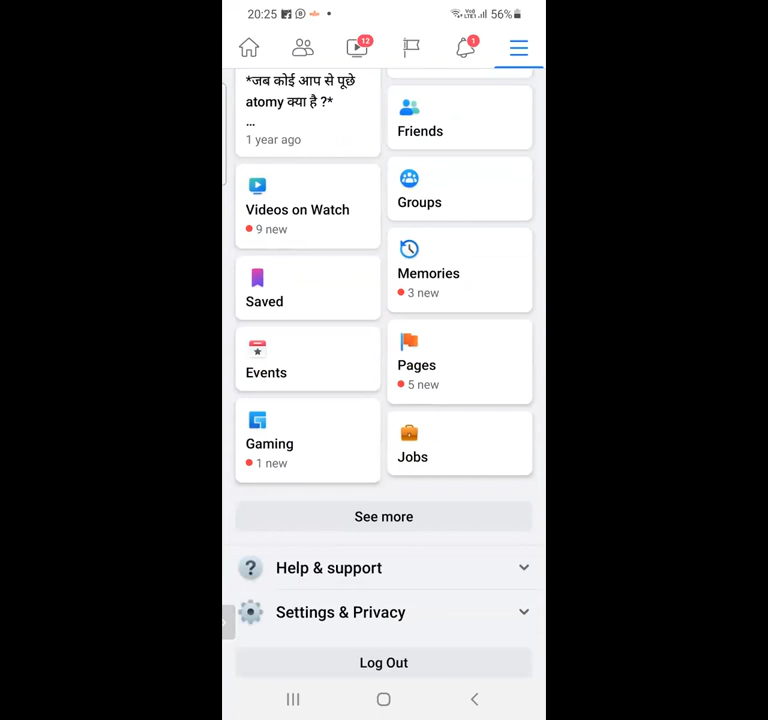 20:25
56%
12
1
*जब कोई आप से पूछे
atomy क्या है ?*
...
1 year ago
Friends
Videos on Watch
9 new
Groups
Saved
Memories
3 new
Events
Pages
5 new
Gaming
1 new
Jobs
See more
Help & support
Settings & Privacy
Log Out